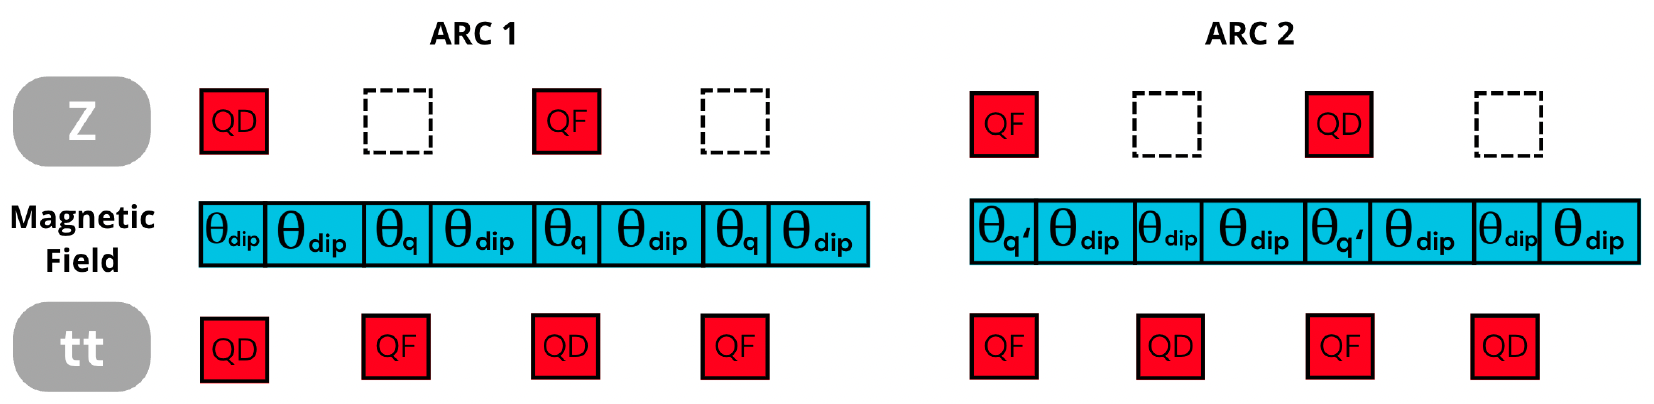 ARC 1 ARC 2
Z QD QF QF QD
Magnetic
Field
θdip θdip θq θdip θq θdip θq θdip θq‘ θdip θdip θdip θq‘ θdip θdip θdip
tt QD QF QD QF QF QD QF QD